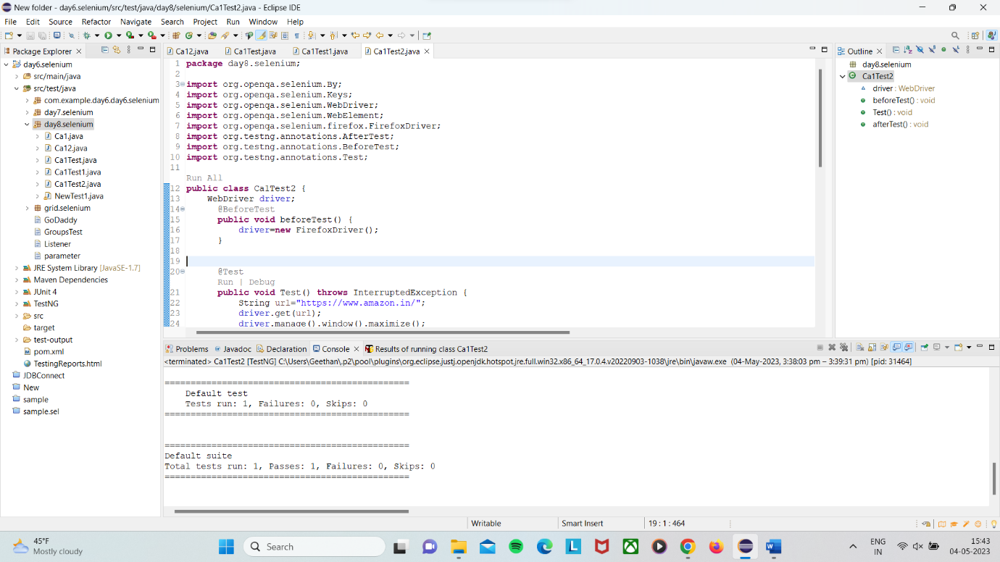 New folder - day6.selenium/src/test/java/day8/selenium/Ca1Test2.java - Eclipse IDE
File Edit Source Refactor Navigate Search Project Run Window Help
Package Explorer
day6.selenium
src/main/java
src/test/java
com.example.day6.day6.selenium
day7.selenium
day8.selenium
Ca1.java
Ca12.java
Ca1Test.java
Ca1Test1.java
Ca1Test2.java
NewTest1.java
grid.selenium
GoDaddy
GroupsTest
Listener
parameter
JRE System Library [JavaSE-1.7]
Maven Dependencies
JUnit 4
TestNG
src
target
test-output
pom.xml
TestingReports.html
JDBConnect
New
sample
sample.sel
Ca12.java Ca1Test.java Ca1Test1.java Ca1Test2.java
1 package day8.selenium;
2
3 import org.openqa.selenium.By;
4 import org.openqa.selenium.Keys;
5 import org.openqa.selenium.WebDriver;
6 import org.openqa.selenium.WebElement;
7 import org.openqa.selenium.firefox.FirefoxDriver;
8 import org.testng.annotations.AfterTest;
9 import org.testng.annotations.BeforeTest;
10 import org.testng.annotations.Test;
11
Run All
12 public class Ca1Test2 {
13 WebDriver driver;
14 @BeforeTest
15 public void beforeTest() {
16 driver=new FirefoxDriver();
17 }
18
19
20 @Test
Run | Debug
21 public void Test() throws InterruptedException {
22 String url="https://www.amazon.in/";
23 driver.get(url);
24 driver.manage().window().maximize();
Outline
day8.selenium
Ca1Test2
driver : WebDriver
beforeTest() : void
Test() : void
afterTest() : void
Problems Javadoc Declaration Console Results of running class Ca1Test2
<terminated> Ca1Test2 [TestNG] C:\Users\Geethan\.p2\pool\plugins\org.eclipse.justj.openjdk.hotspot.jre.full.win32.x86_64_17.0.4.v20220903-1038\jre\bin\javaw.exe (04-May-2023, 3:38:03 pm – 3:39:31 pm) [pid: 31464]
===============================================
Default test
Tests run: 1, Failures: 0, Skips: 0
===============================================
===============================================
Default suite
Total tests run: 1, Passes: 1, Failures: 0, Skips: 0
===============================================
Writable Smart Insert 19 : 1 : 464
45°F
Mostly cloudy
Search
ENG
IN
15:43
04-05-2023